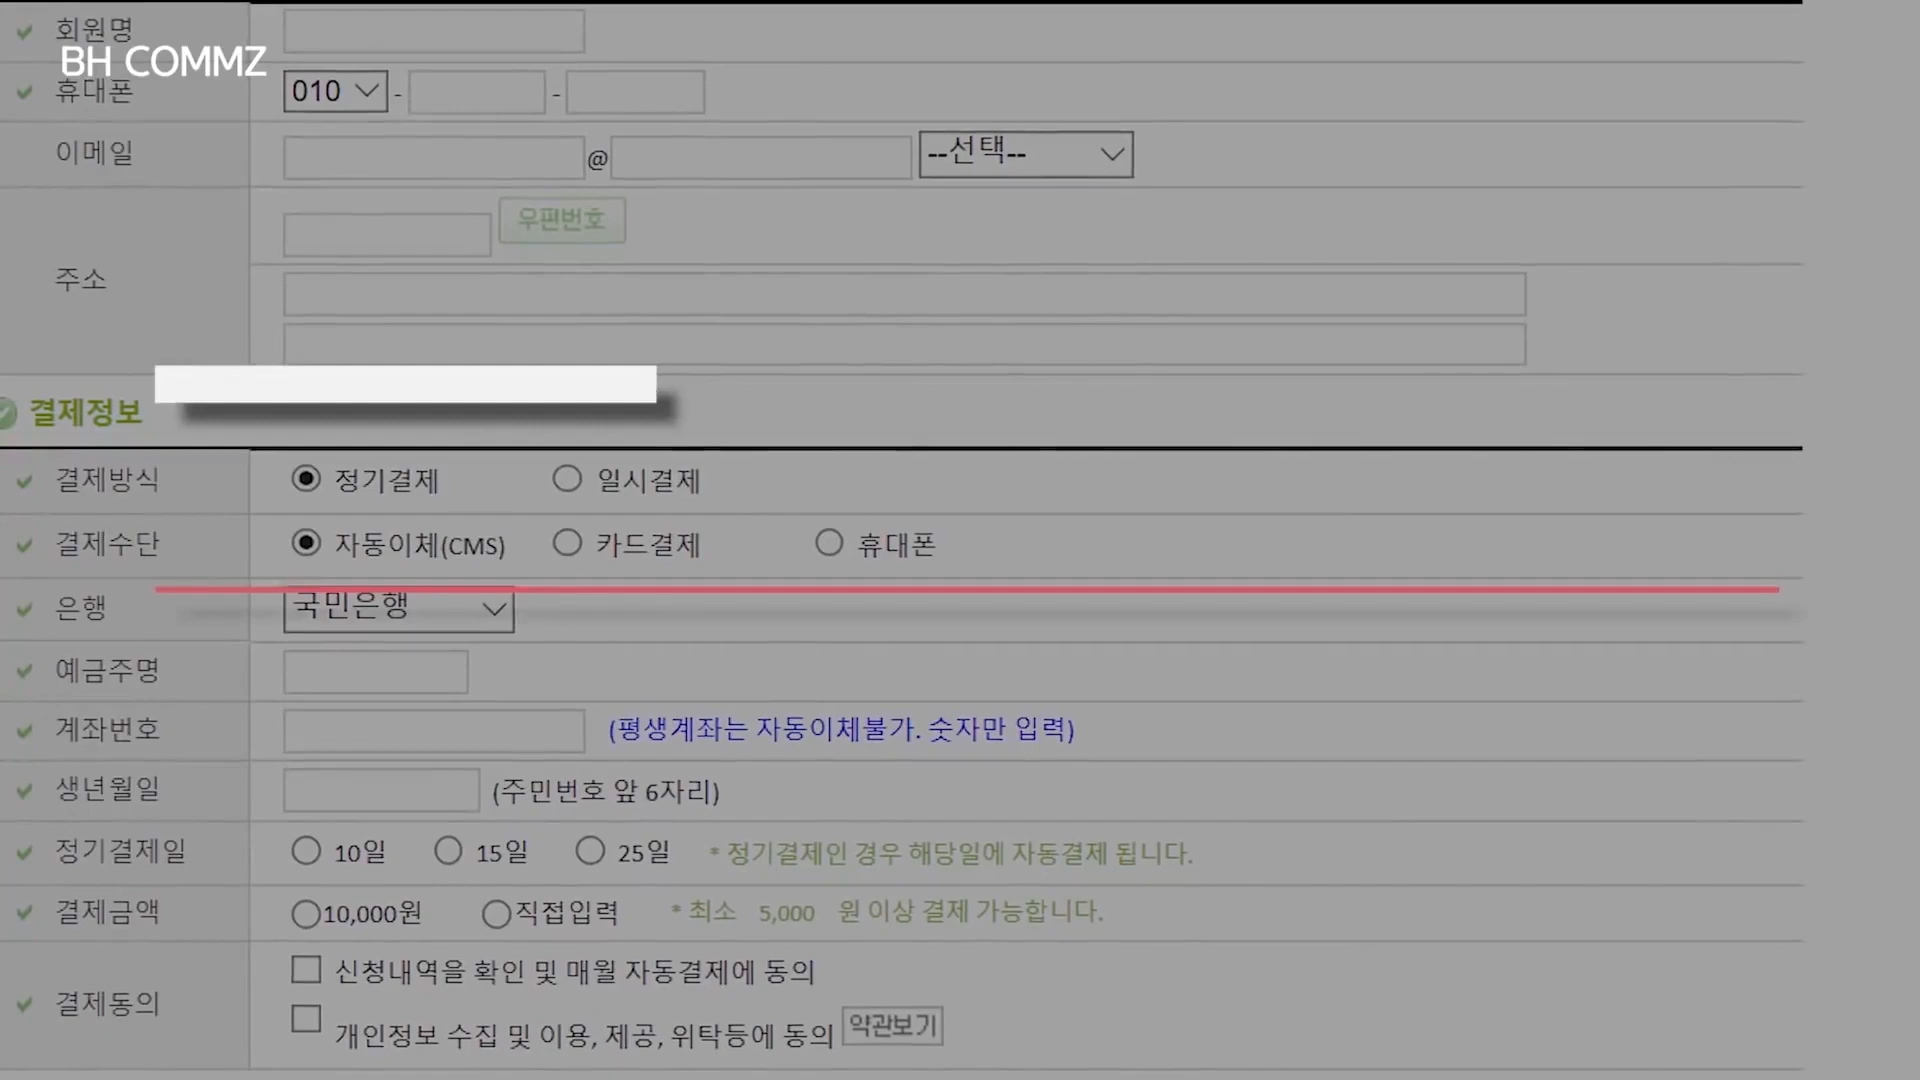 회원명
BH COMMZ
휴대폰 010 - -
이메일 @ --선택--
우편번호
주소
결제정보
결제방식 정기결제 일시결제
결제수단 자동이체(CMS) 카드결제 휴대폰
은행 국민은행
예금주명
계좌번호 (평생계좌는 자동이체불가. 숫자만 입력)
생년월일 (주민번호 앞 6자리)
정기결제일 10일 15일 25일 * 정기결제인 경우 해당일에 자동결제 됩니다.
결제금액 10,000원 직접입력 * 최소 5,000 원 이상 결제 가능합니다.
신청내역을 확인 및 매월 자동결제에 동의
결제동의
개인정보 수집 및 이용, 제공, 위탁등에 동의 약관보기